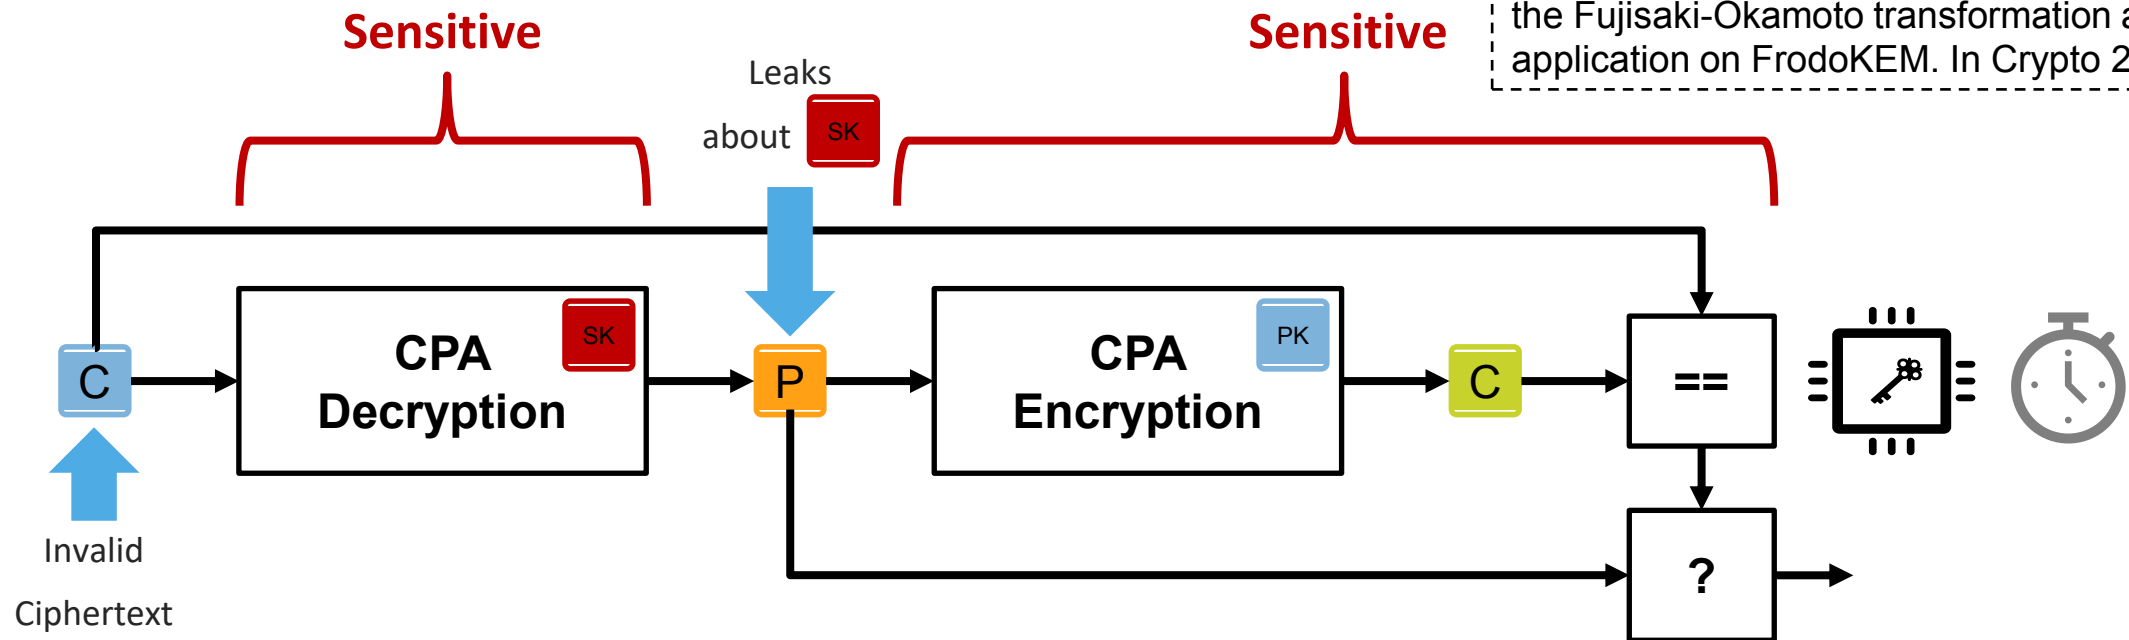 Sensitive
Sensitive
the Fujisaki-Okamoto transformation
application on FrodoKEM. In Crypto
Leaks
about SK
C
CPA
Decryption
SK
P
CPA
Encryption
PK
C
==
?
Invalid
Ciphertext